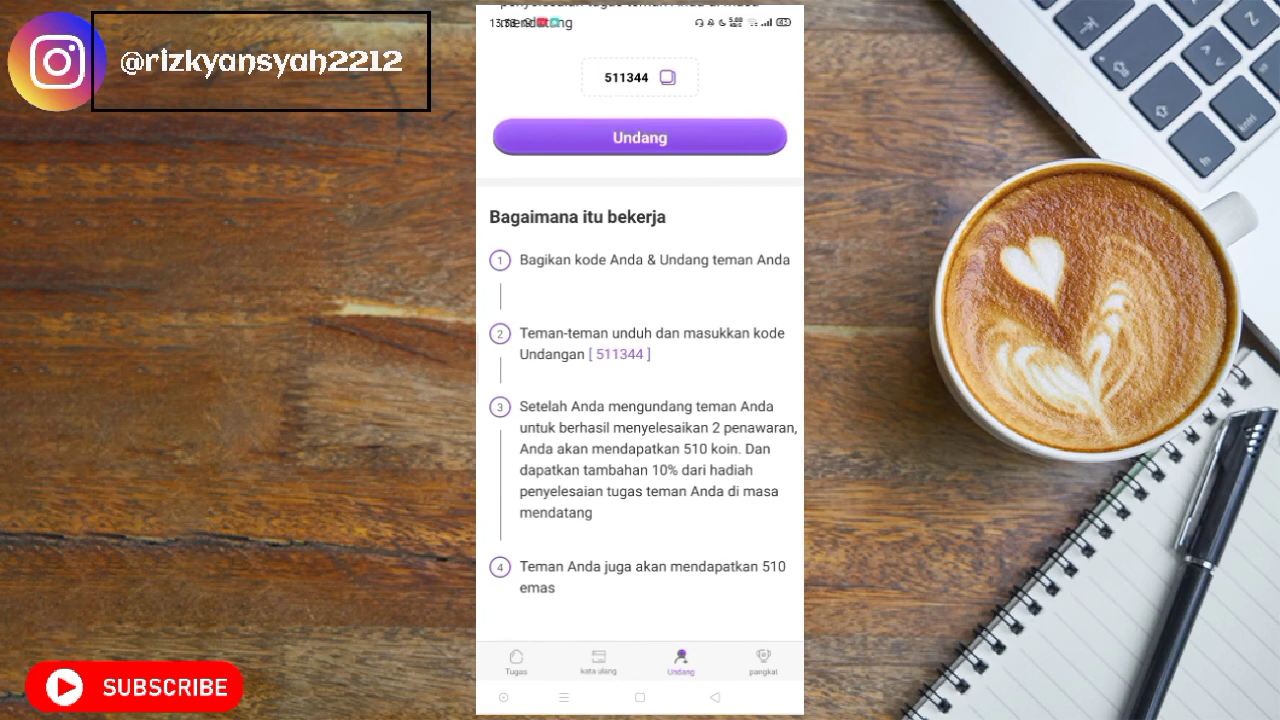 @rizkyansyah2212
mendatang
511344
Undang
Bagaimana itu bekerja
1 Bagikan kode Anda & Undang teman Anda
2 Teman-teman unduh dan masukkan kode
Undangan [ 511344 ]
3 Setelah Anda mengundang teman Anda
untuk berhasil menyelesaikan 2 penawaran,
Anda akan mendapatkan 510 koin. Dan
dapatkan tambahan 10% dari hadiah
penyelesaian tugas teman Anda di masa
mendatang
4 Teman Anda juga akan mendapatkan 510
emas
Tugas
kata ulang
Undang
pangkat
SUBSCRIBE